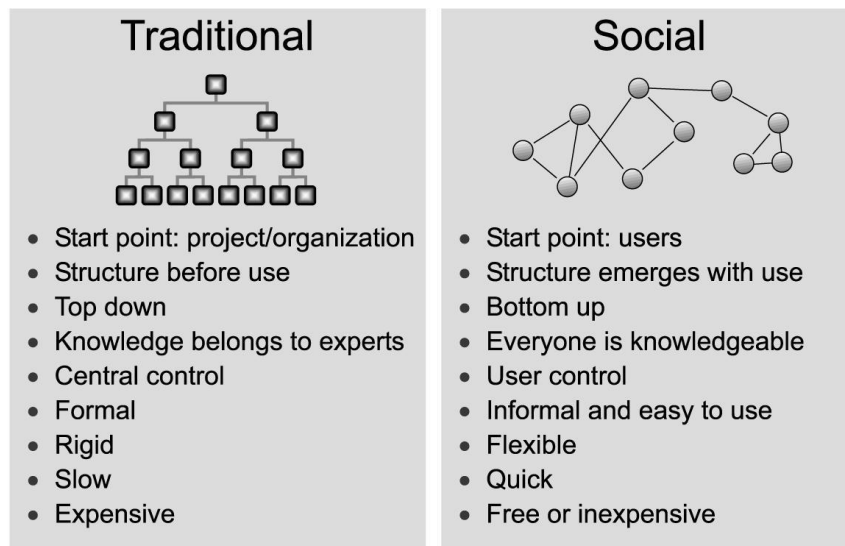 Traditional
• Start point: project/organization
• Structure before use
• Top down
• Knowledge belongs to experts
• Central control
• Formal
• Rigid
• Slow
• Expensive
Social
• Start point: users
• Structure emerges with use
• Bottom up
• Everyone is knowledgeable
• User control
• Informal and easy to use
• Flexible
• Quick
• Free or inexpensive